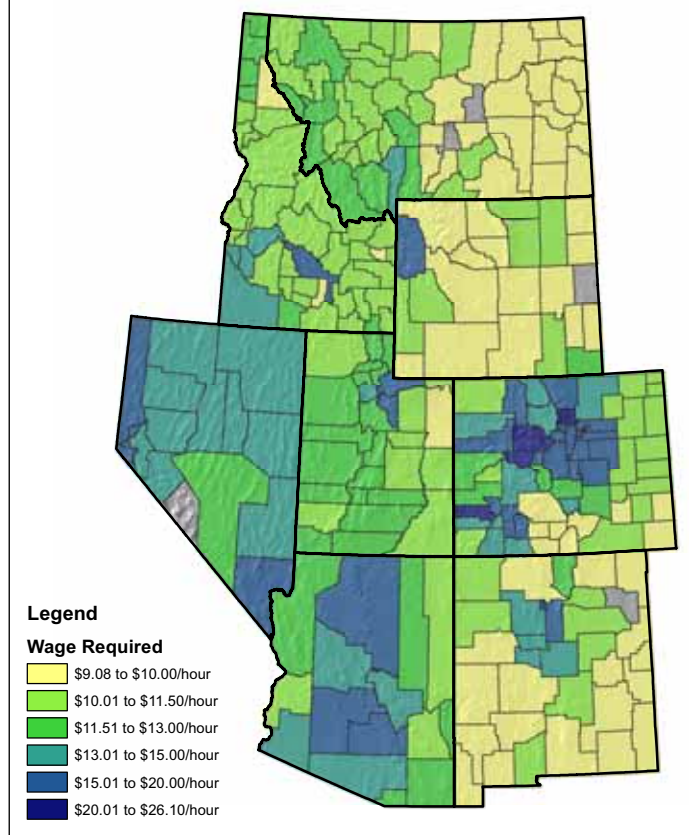 Legend
Wage Required
$9.08 to $10.00/hour
$10.01 to $11.50/hour
$11.51 to $13.00/hour
$13.01 to $15.00/hour
$15.01 to $20.00/hour
$20.01 to $26.10/hour